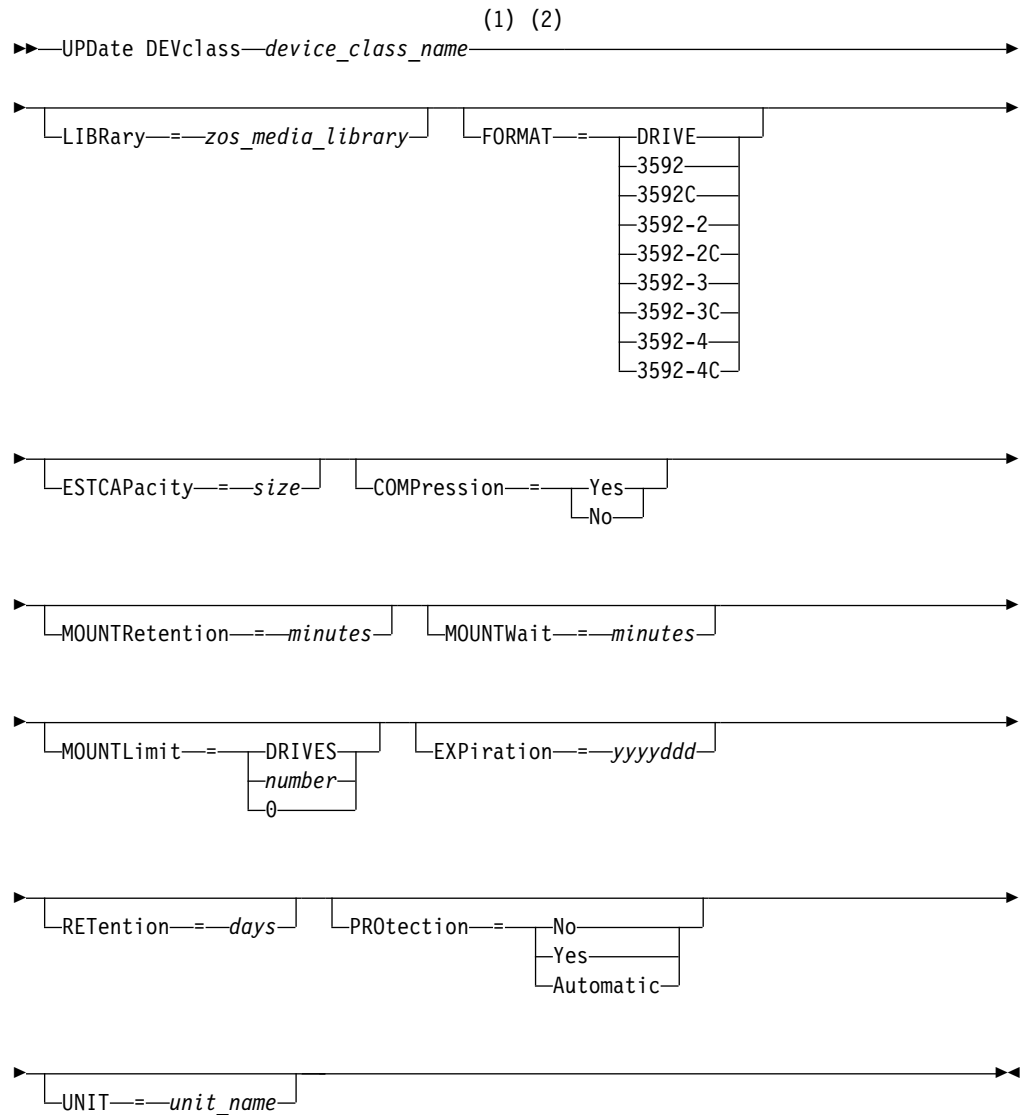 (1) (2)
UPDate DEVclass device_class_name
LIBRary = zos_media_library FORMAT = DRIVE
3592
3592C
3592-2
3592-2C
3592-3
3592-3C
3592-4
3592-4C
ESTCAPacity = size COMPression = Yes
No
MOUNTRetention = minutes MOUNTWait = minutes
MOUNTLimit = DRIVES EXPiration = yyyyddd
number
0
RETention = days PROtection = No
Yes
Automatic
UNIT = unit_name